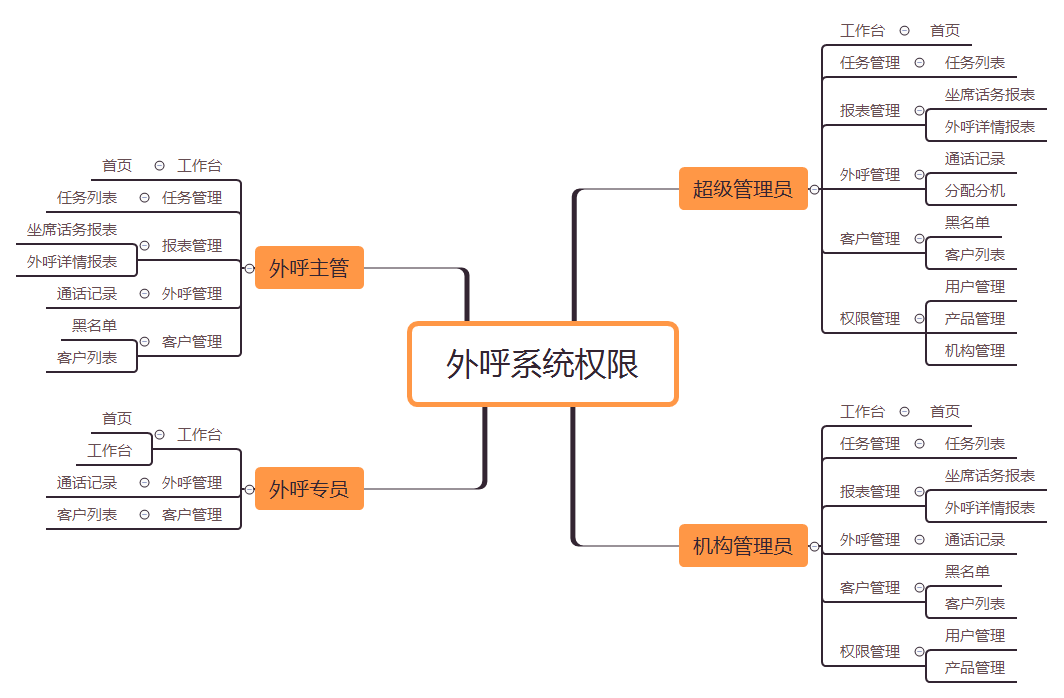 外呼系统权限
超级管理员
工作台
首页
任务管理
任务列表
报表管理
坐席话务报表
外呼详情报表
外呼管理
通话记录
分配分机
客户管理
黑名单
客户列表
权限管理
用户管理
产品管理
机构管理
机构管理员
工作台
首页
任务管理
任务列表
报表管理
坐席话务报表
外呼详情报表
外呼管理
通话记录
客户管理
黑名单
客户列表
权限管理
用户管理
产品管理
外呼主管
工作台
首页
任务管理
任务列表
报表管理
坐席话务报表
外呼详情报表
外呼管理
通话记录
客户管理
黑名单
客户列表
外呼专员
工作台
首页
工作台
外呼管理
通话记录
客户管理
客户列表